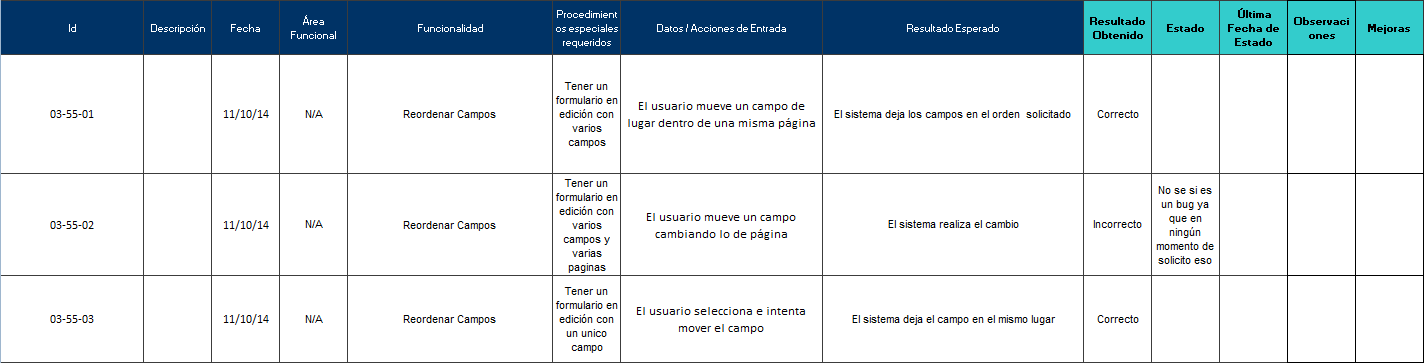 Id
Descripción
Fecha
Área
Funcional
Funcionalidad
Procedimient
os especiales
requeridos
Datos / Acciones de Entrada
Resultado Esperado
Resultado
Obtenido
Estado
Última
Fecha de
Estado
Observaci
ones
Mejoras
03-55-01
11/10/14
N/A
Reordenar Campos
Tener un
formulario en
edición con
varios
campos
El usuario mueve un campo de
lugar dentro de una misma página
El sistema deja los campos en el orden solicitado
Correcto
03-55-02
11/10/14
N/A
Reordenar Campos
Tener un
formulario en
edición con
varios
campos y
varias
paginas
El usuario mueve un campo
cambiando lo de página
El sistema realiza el cambio
Incorrecto
No se si es
un bug ya
que en
ningún
momento de
solicito eso
03-55-03
11/10/14
N/A
Reordenar Campos
Tener un
formulario en
edición con
un unico
campo
El usuario selecciona e intenta
mover el campo
El sistema deja el campo en el mismo lugar
Correcto